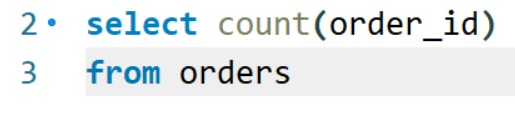 2 select count(order_id)
3 from orders